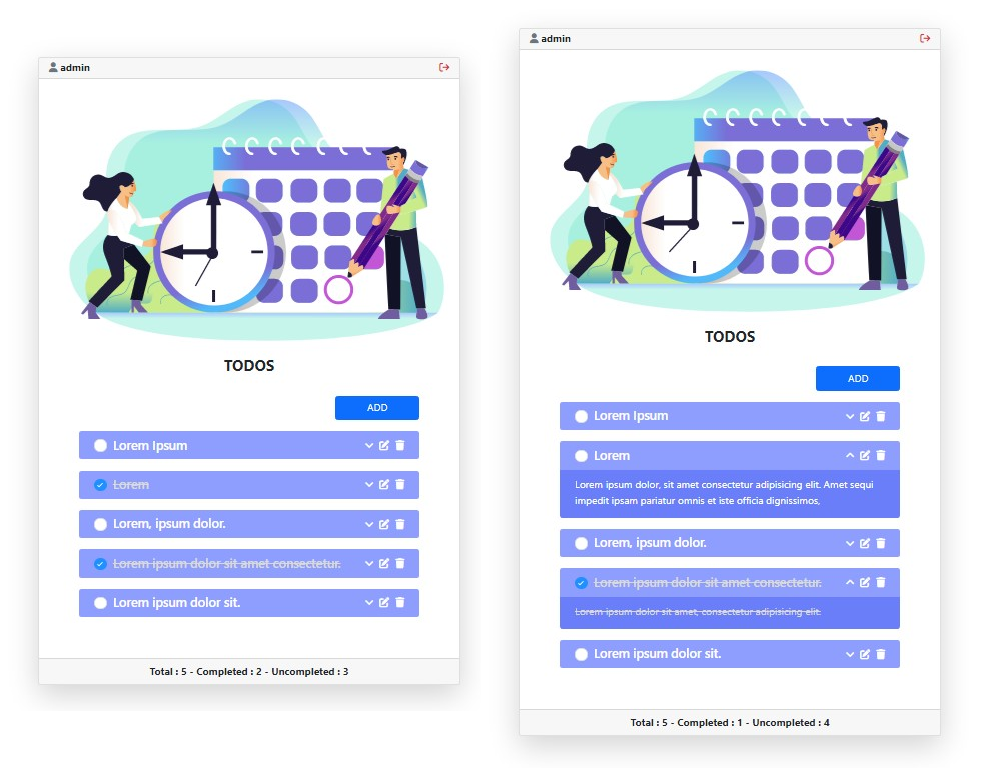 admin
TODOS
ADD
Lorem Ipsum
Lorem
Lorem, ipsum dolor.
Lorem ipsum dolor sit amet consectetur.
Lorem ipsum dolor sit.
Total : 5 - Completed : 2 - Uncompleted : 3
admin
TODOS
ADD
Lorem Ipsum
Lorem
Lorem ipsum dolor, sit amet consectetur adipisicing elit. Amet sequi
impedit ipsam pariatur omnis et iste officia dignissimos,
Lorem, ipsum dolor.
Lorem ipsum dolor sit amet consectetur.
Lorem ipsum dolor sit amet, consectetur adipisicing elit.
Lorem ipsum dolor sit.
Total : 5 - Completed : 1 - Uncompleted : 4